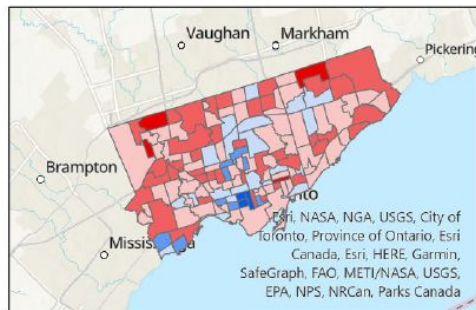 Vaughan
Markham
Pickering
Brampton
nto
Mississ ga
Esri, NASA, NGA, USGS, City of
Toronto, Province of Ontario, Esri
Canada, Esri, HERE, Garmin,
SafeGraph, FAO, METI/NASA, USGS,
EPA, NPS, NRCan, Parks Canada